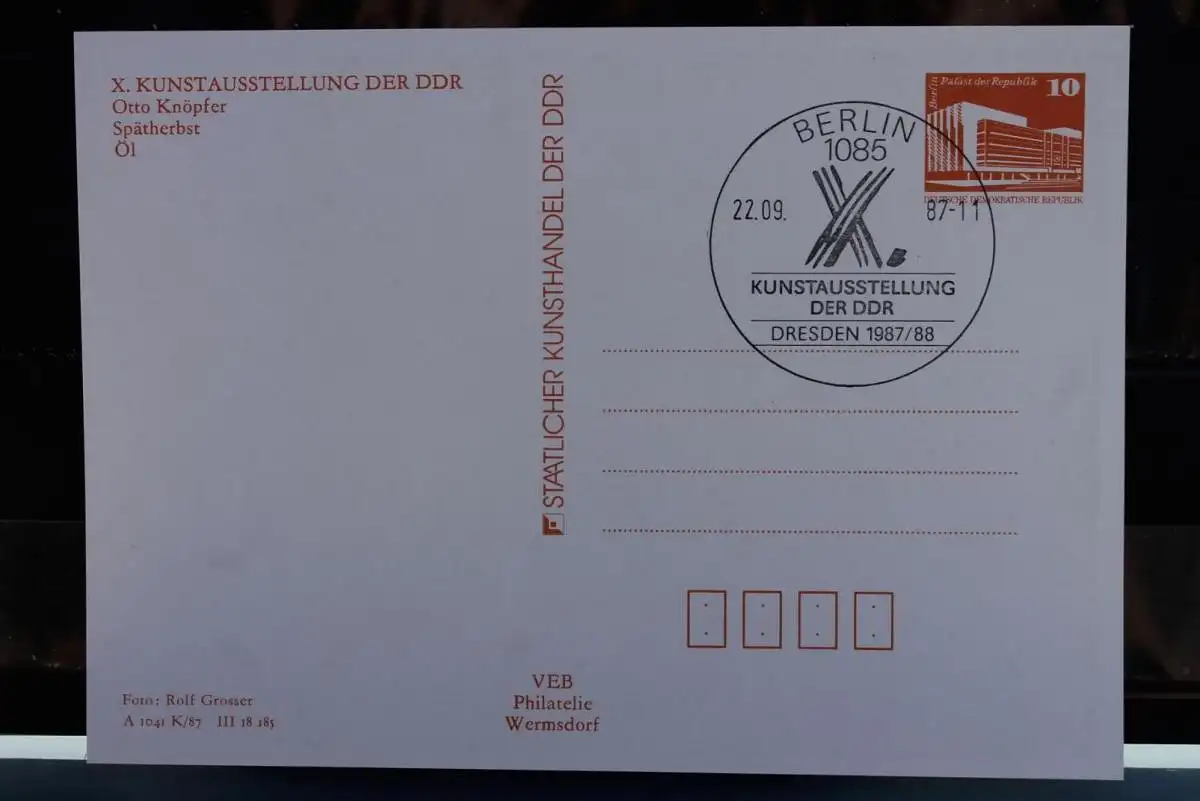 X. KUNSTAUSSTELLUNG DER DDR
Otto Knöpfer
Spätherbst
Öl
STAATLICHER KUNSTHANDEL DER DDR
Berlin Palast der Republik 10
DEUTSCHE DEMOKRATISCHE REPUBLIK
BERLIN
1085
22.09. 87-11
X.
KUNSTAUSSTELLUNG
DER DDR
DRESDEN 1987/88
Foto: Rolf Grosser
A 1041 K/87 III 18 185
VEB
Philatelie
Wermsdorf